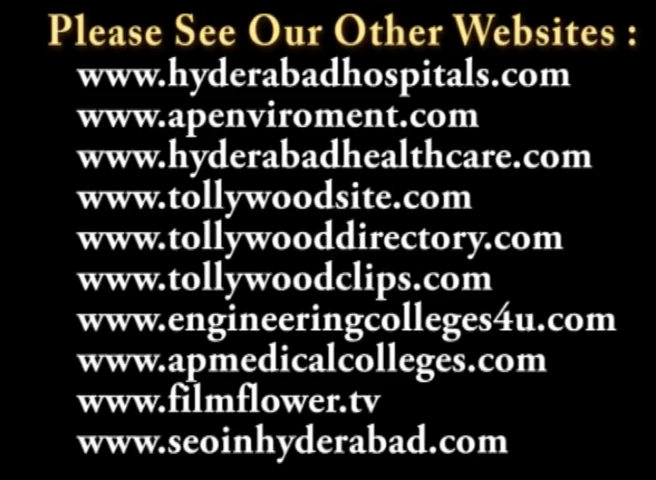 Please See Our Other Websites :
www.hyderabadhospitals.com
www.apenviroment.com
www.hyderabadhealthcare.com
www.tollywoodsite.com
www.tollywooddirectory.com
www.tollywoodclips.com
www.engineeringcolleges4u.com
www.apmedicalcolleges.com
www.filmflower.tv
www.seoinhyderabad.com